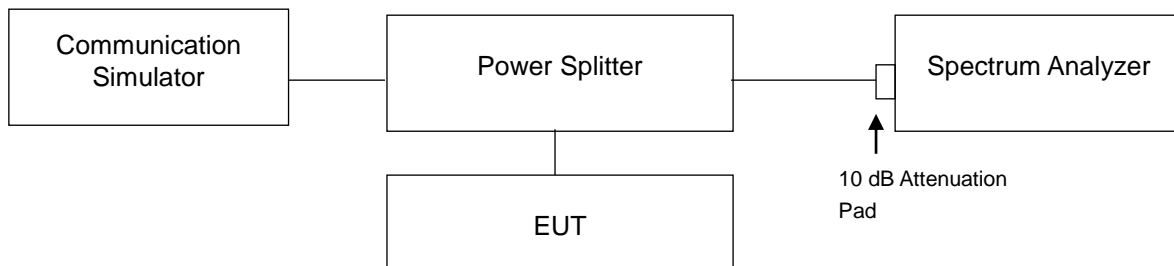 Communication
Simulator
Power Splitter
Spectrum Analyzer
10 dB Attenuation
Pad
EUT